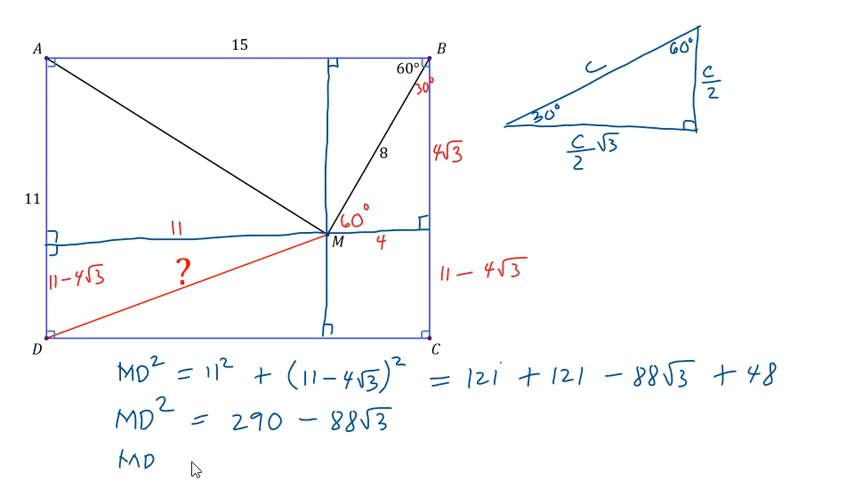 15
A
B
60°
60°
30°
C
C/2
30°
8
4√3
C/2 √3
11
60°
11
M
4
11 - 4√3
?
11 - 4√3
D
C
MD² = 11² + (11 - 4√3)² = 121 + 121 - 88√3 + 48
MD² = 290 - 88√3
MD